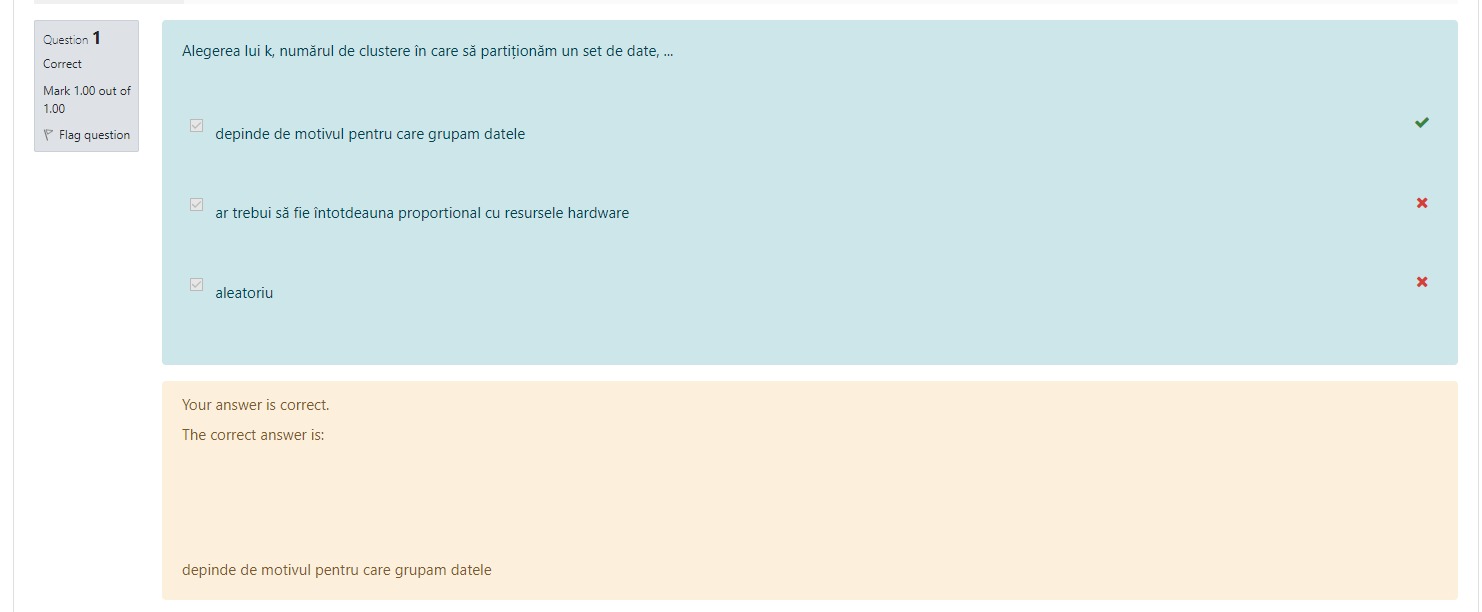 Question 1
Correct
Mark 1.00 out of
1.00
Flag question
Alegerea lui k, numărul de clustere în care să partiționăm un set de date, ...
depinde de motivul pentru care grupam datele
ar trebui să fie întotdeauna proportional cu resursele hardware
aleatoriu
Your answer is correct.
The correct answer is:
depinde de motivul pentru care grupam datele